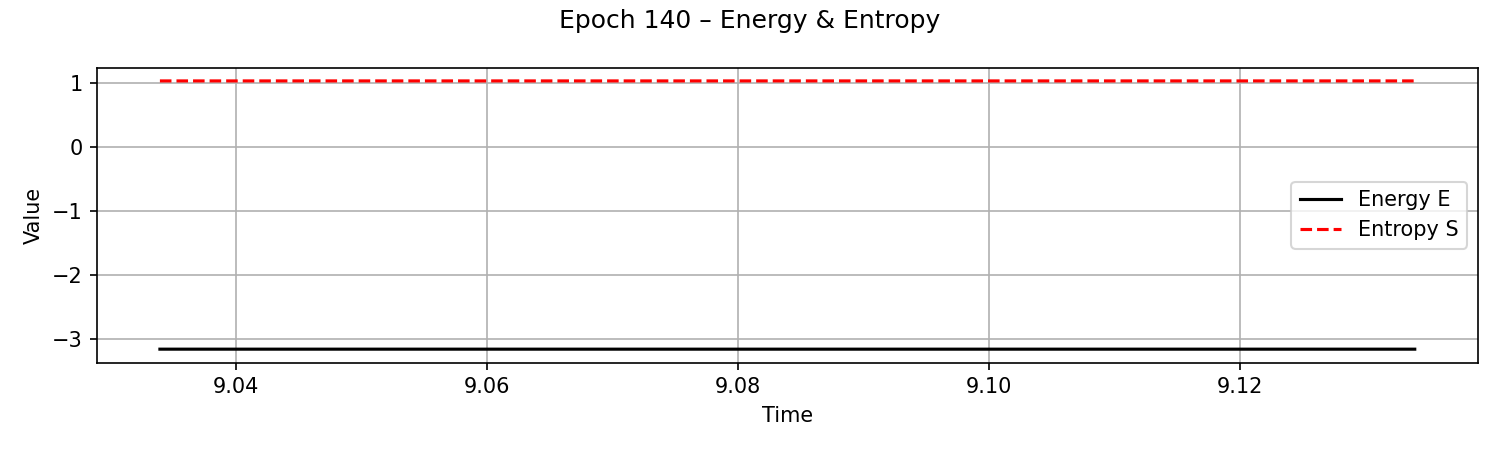 Epoch 140 – Energy & Entropy
1
0
−1
−2
−3
Value
Energy E
Entropy S
9.04 9.06 9.08 9.10 9.12
Time